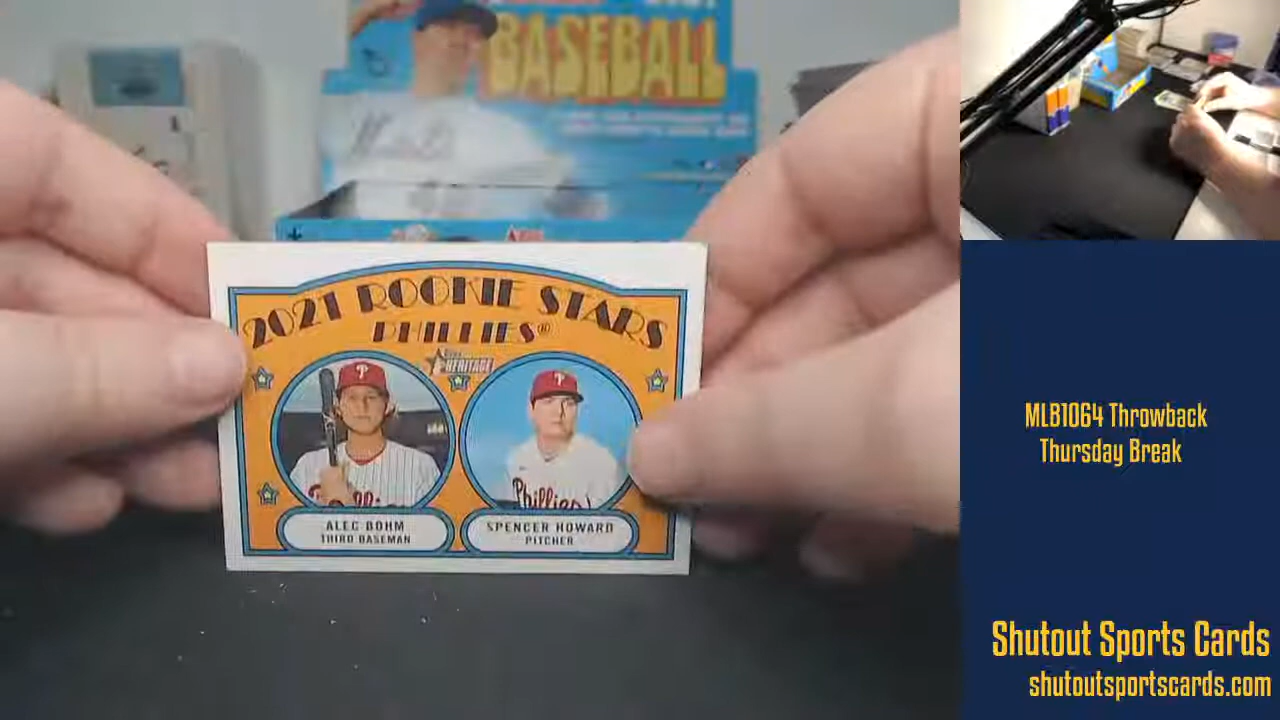 BASEBALL
2021 ROOKIE STARS
PHILLIES®
TOPPS
HERITAGE
P
P
Phillies
ALEC BOHM
THIRD BASEMAN
SPENCER HOWARD
PITCHER
MLB1064 Throwback
Thursday Break
Shutout Sports Cards
shutoutsportscards.com